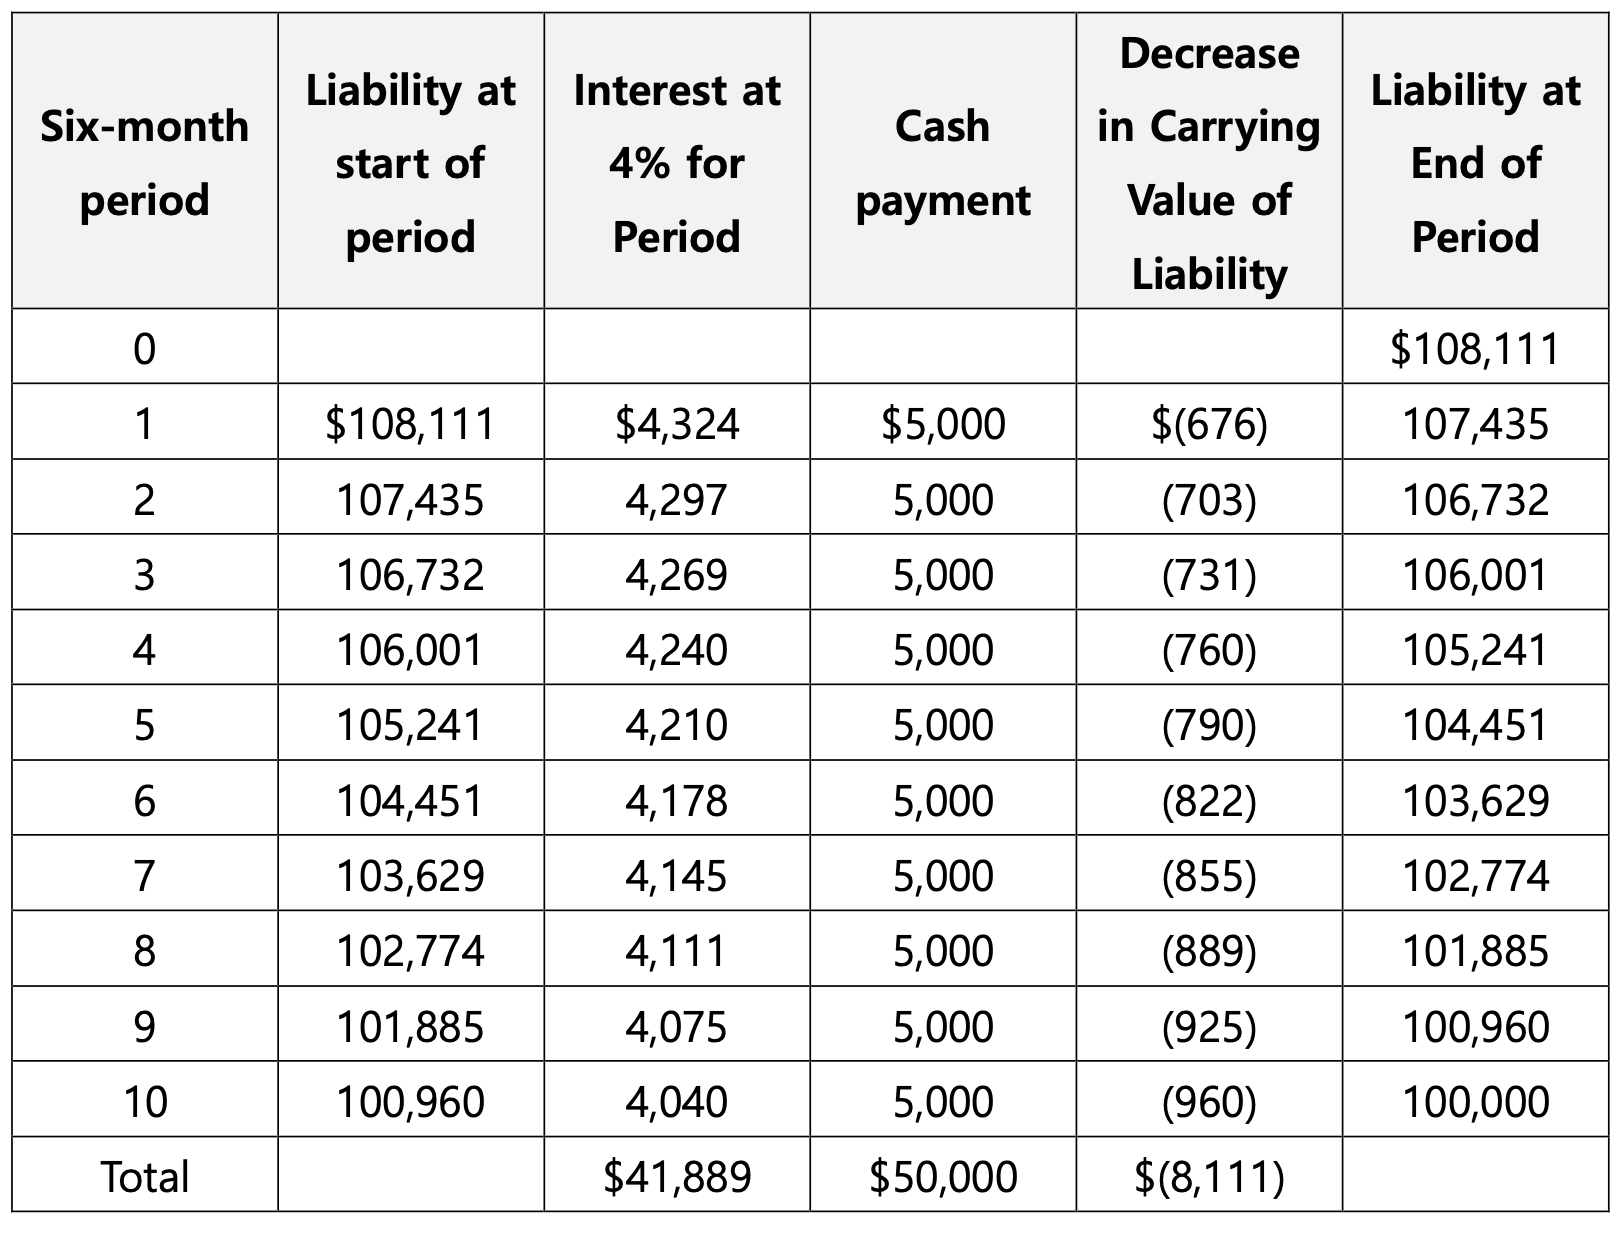 Six-month period | Liability at start of period | Interest at 4% for Period | Cash payment | Decrease in Carrying Value of Liability | Liability at End of Period
0 | | | | | $108,111
1 | $108,111 | $4,324 | $5,000 | $(676) | 107,435
2 | 107,435 | 4,297 | 5,000 | (703) | 106,732
3 | 106,732 | 4,269 | 5,000 | (731) | 106,001
4 | 106,001 | 4,240 | 5,000 | (760) | 105,241
5 | 105,241 | 4,210 | 5,000 | (790) | 104,451
6 | 104,451 | 4,178 | 5,000 | (822) | 103,629
7 | 103,629 | 4,145 | 5,000 | (855) | 102,774
8 | 102,774 | 4,111 | 5,000 | (889) | 101,885
9 | 101,885 | 4,075 | 5,000 | (925) | 100,960
10 | 100,960 | 4,040 | 5,000 | (960) | 100,000
Total | | $41,889 | $50,000 | $(8,111) |